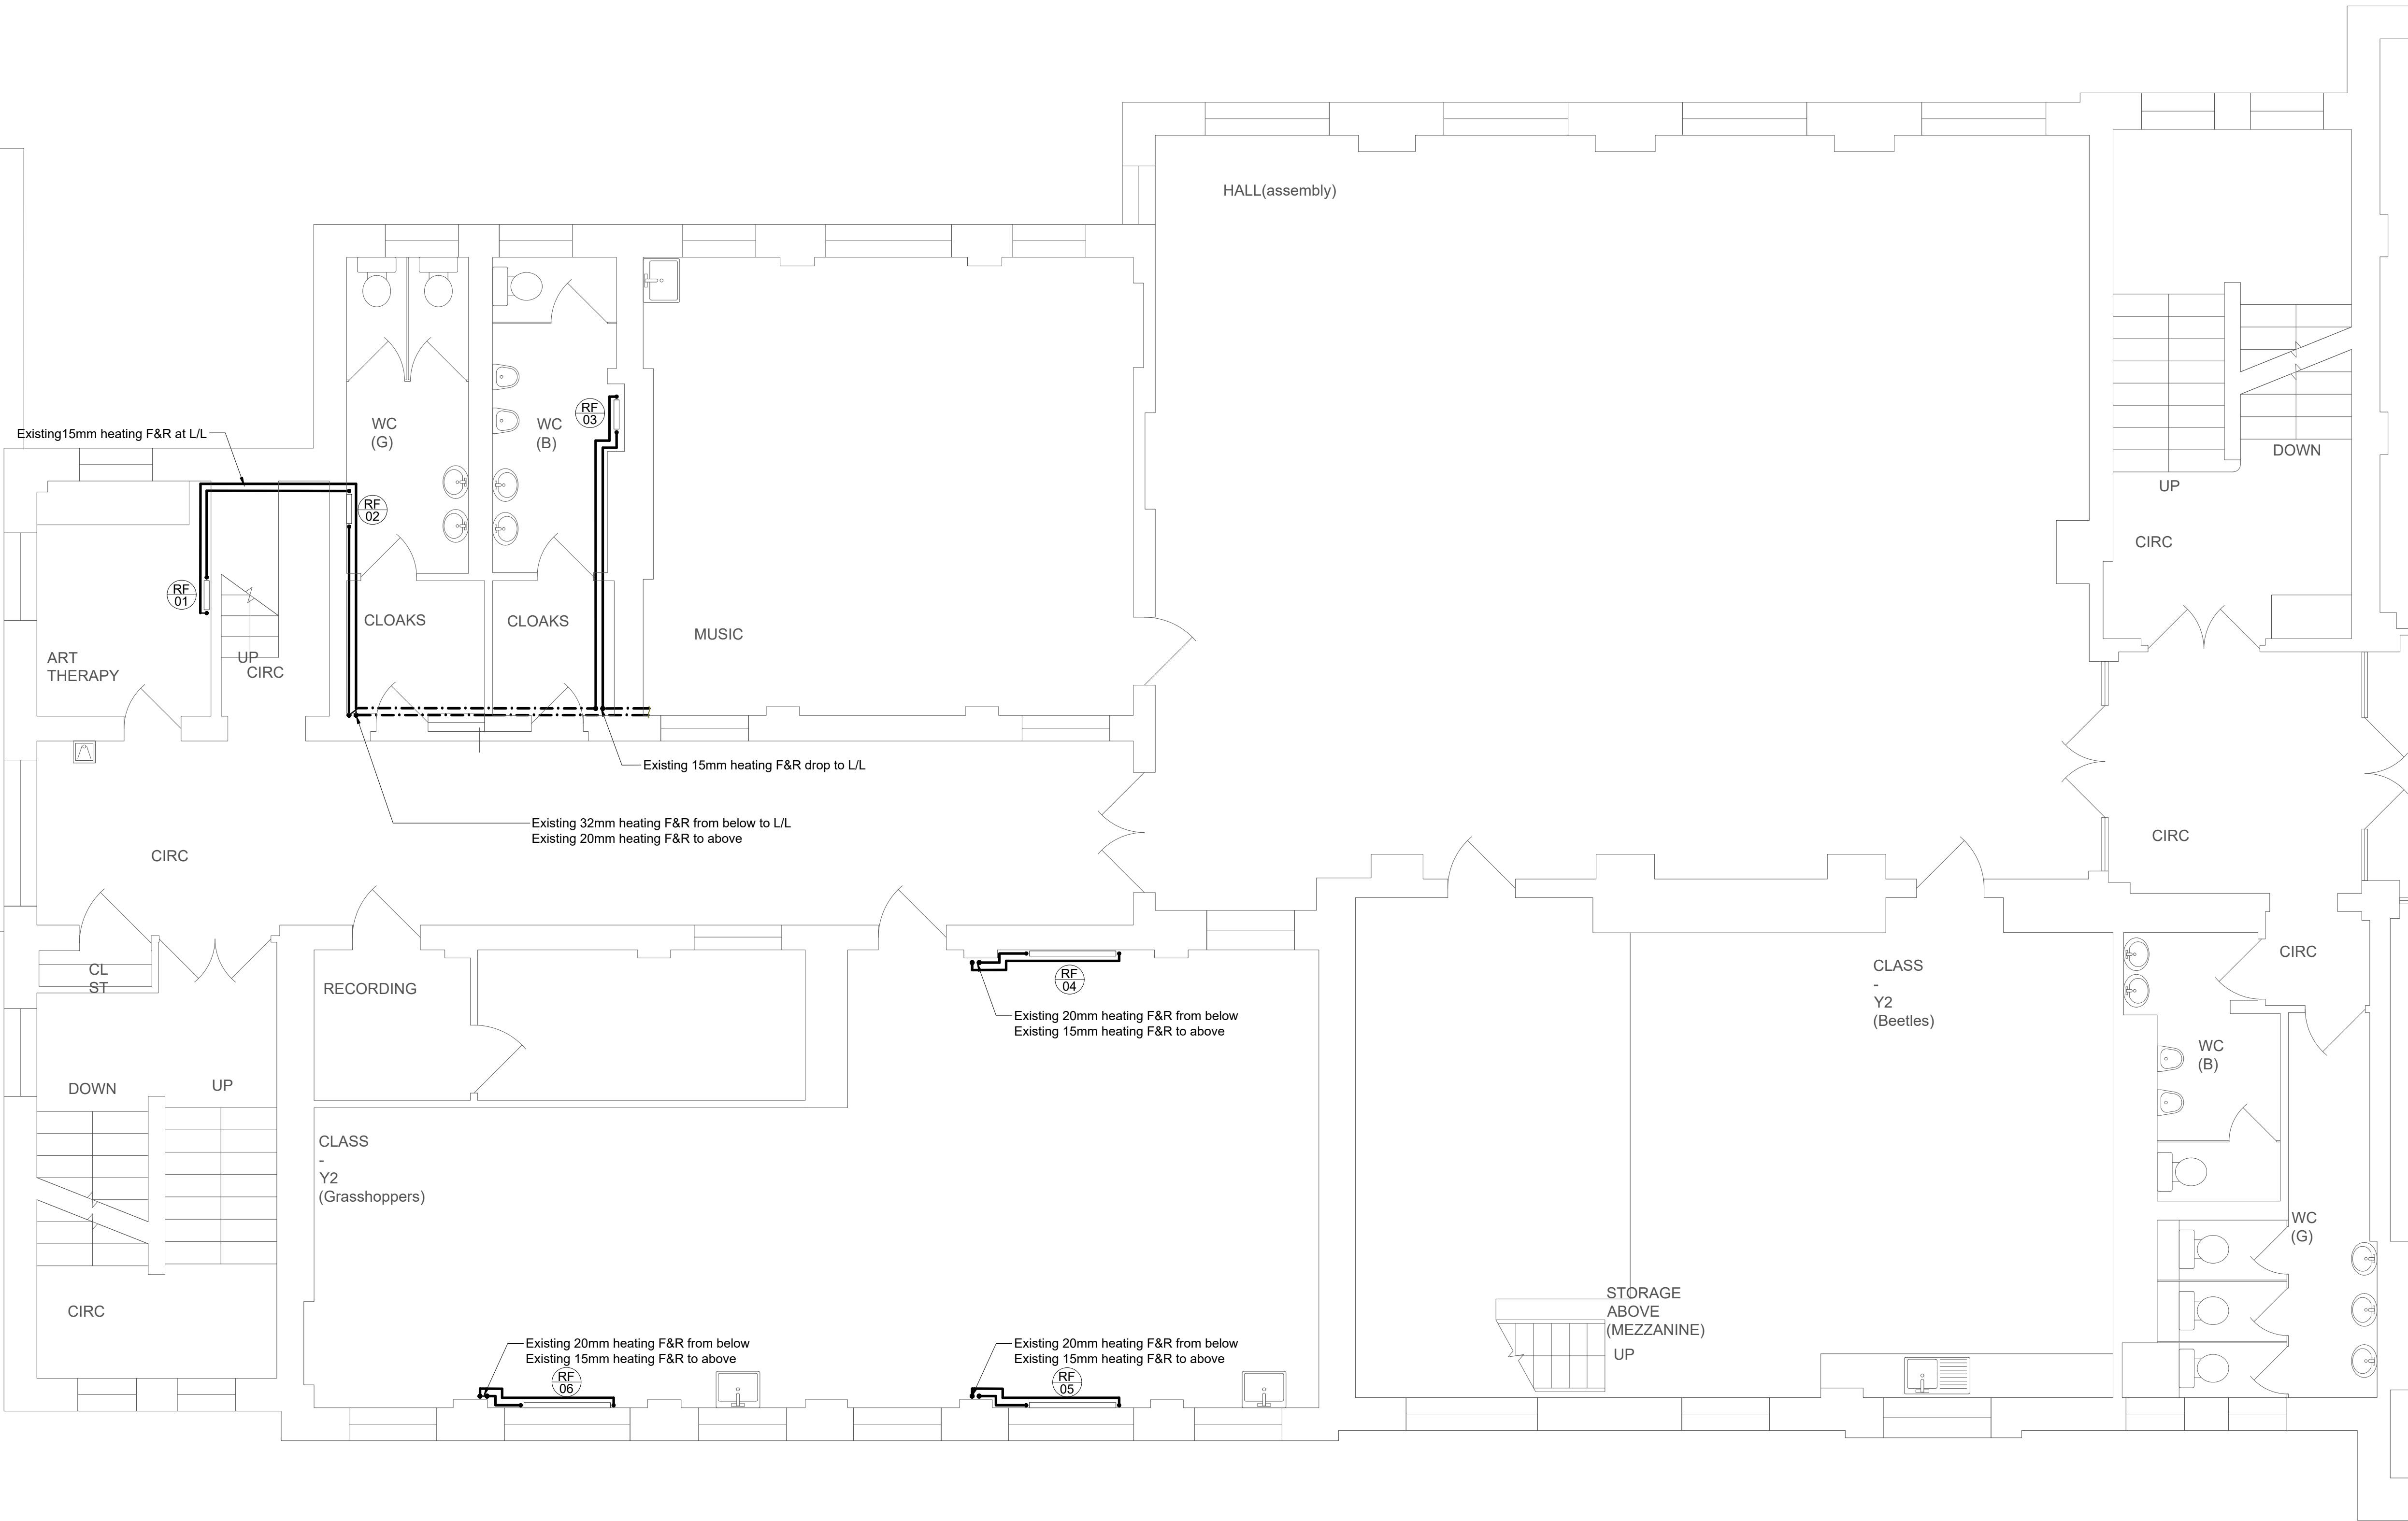 HALL(assembly)
RF
03
WC
(G)
WC
(B)
Existing15mm heating F&R at L/L
DOWN
UP
RF
02
CIRC
RF
01
CLOAKS
CLOAKS
MUSIC
ART
THERAPY
UP
CIRC
Existing 15mm heating F&R drop to L/L
Existing 32mm heating F&R from below to L/L
Existing 20mm heating F&R to above
CIRC
CIRC
CL
ST
RECORDING
RF
04
CLASS
-
Y2
(Beetles)
CIRC
Existing 20mm heating F&R from below
Existing 15mm heating F&R to above
WC
(B)
DOWN
UP
CLASS
-
Y2
(Grasshoppers)
WC
(G)
CIRC
STORAGE
ABOVE
(MEZZANINE)
UP
Existing 20mm heating F&R from below
Existing 15mm heating F&R to above
RF
06
Existing 20mm heating F&R from below
Existing 15mm heating F&R to above
RF
05